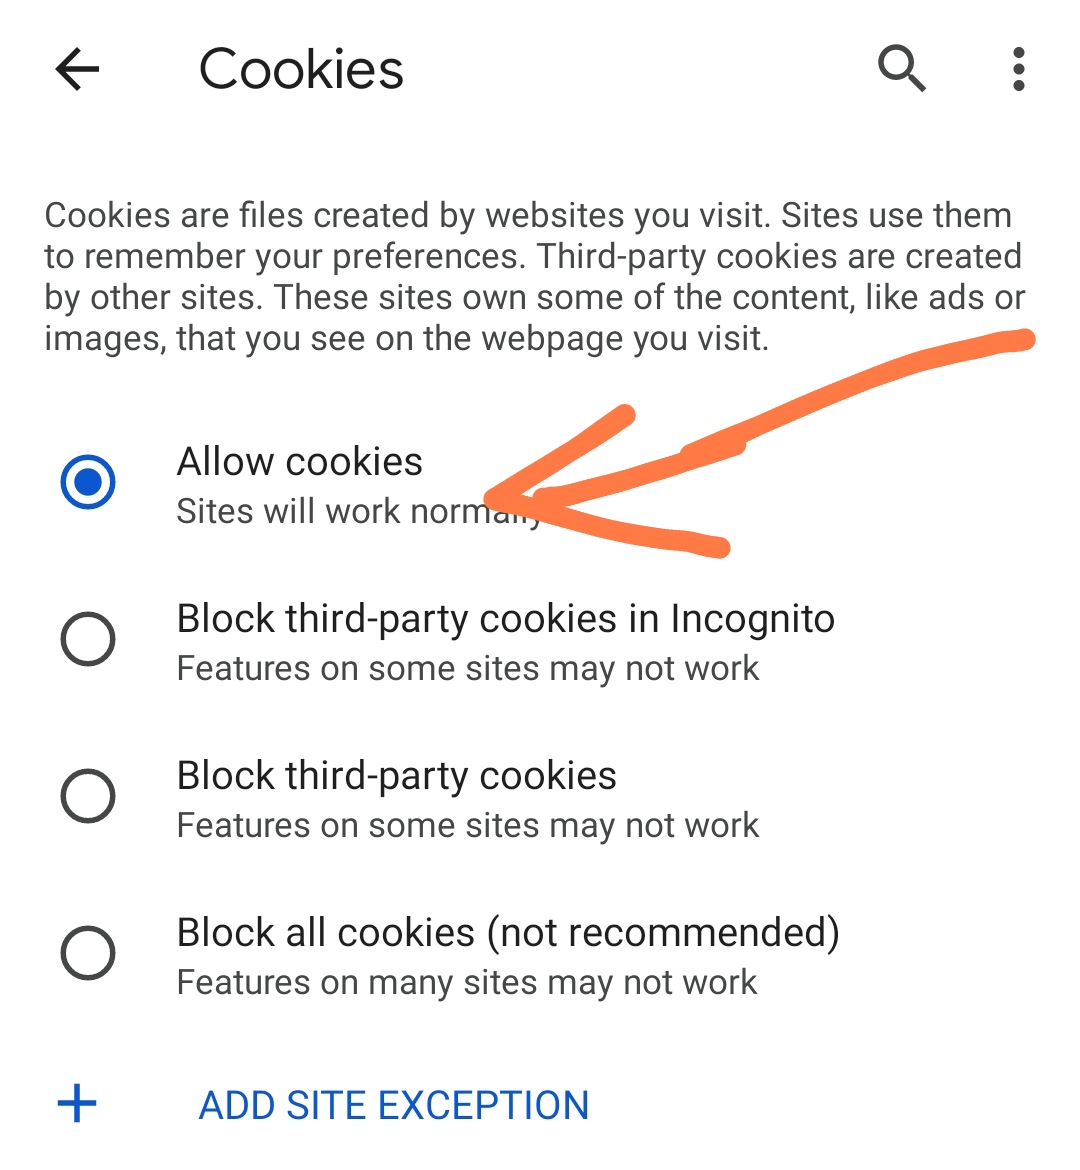 Cookies
Cookies are files created by websites you visit. Sites use them
to remember your preferences. Third-party cookies are created
by other sites. These sites own some of the content, like ads or
images, that you see on the webpage you visit.
Allow cookies
Sites will work normally
Block third-party cookies in Incognito
Features on some sites may not work
Block third-party cookies
Features on some sites may not work
Block all cookies (not recommended)
Features on many sites may not work
ADD SITE EXCEPTION